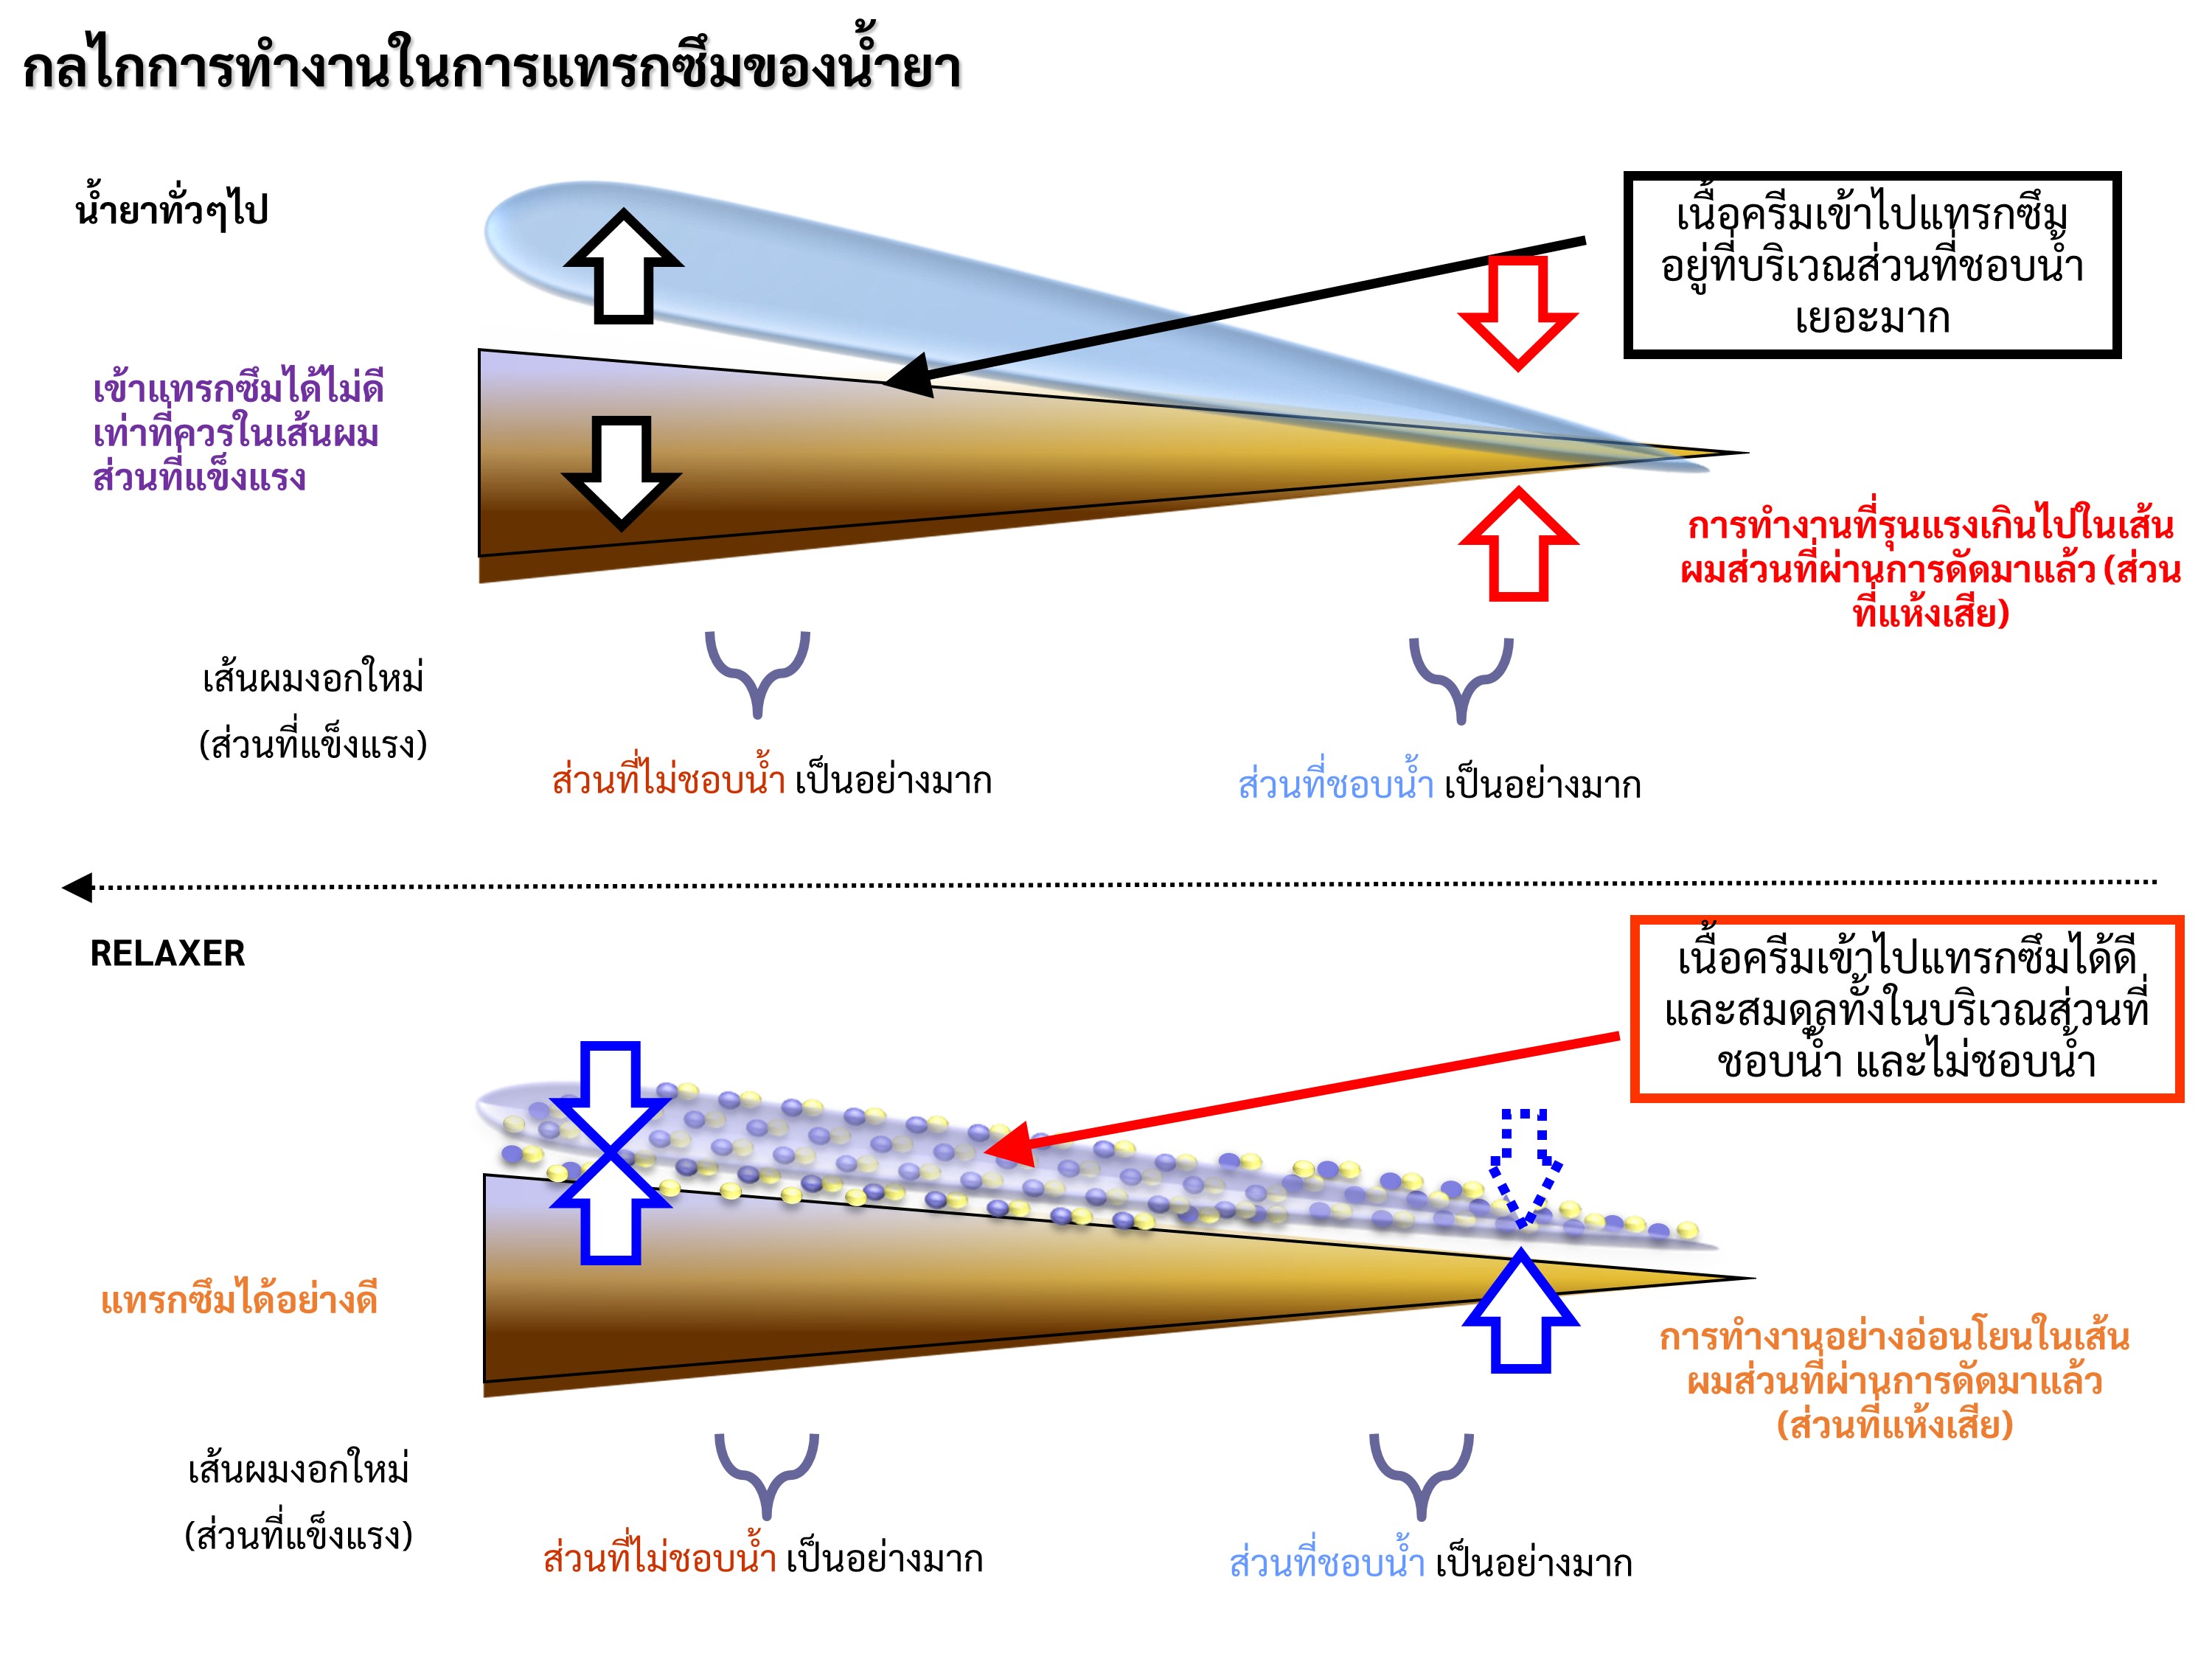 กลไกการทำงานในการแทรกซึมของน้ำยา
น้ำยาทั่วๆไป
เนื้อครีมเข้าไปแทรกซึม
อยู่ที่บริเวณส่วนที่ชอบน้ำ
เยอะมาก
เข้าแทรกซึมได้ไม่ดี
เท่าที่ควรในเส้นผม
ส่วนที่แข็งแรง
การทำงานที่รุนแรงเกินไปในเส้น
ผมส่วนที่ผ่านการดัดมาแล้ว (ส่วน
ที่แห้งเสีย)
เส้นผมงอกใหม่
(ส่วนที่แข็งแรง)
ส่วนที่ไม่ชอบน้ำ เป็นอย่างมาก
ส่วนที่ชอบน้ำ เป็นอย่างมาก
RELAXER
เนื้อครีมเข้าไปแทรกซึมได้ดี
และสมดุลทั้งในบริเวณส่วนที่
ชอบน้ำ และไม่ชอบน้ำ
แทรกซึมได้อย่างดี
การทำงานอย่างอ่อนโยนในเส้น
ผมส่วนที่ผ่านการดัดมาแล้ว
(ส่วนที่แห้งเสีย)
เส้นผมงอกใหม่
(ส่วนที่แข็งแรง)
ส่วนที่ไม่ชอบน้ำ เป็นอย่างมาก
ส่วนที่ชอบน้ำ เป็นอย่างมาก